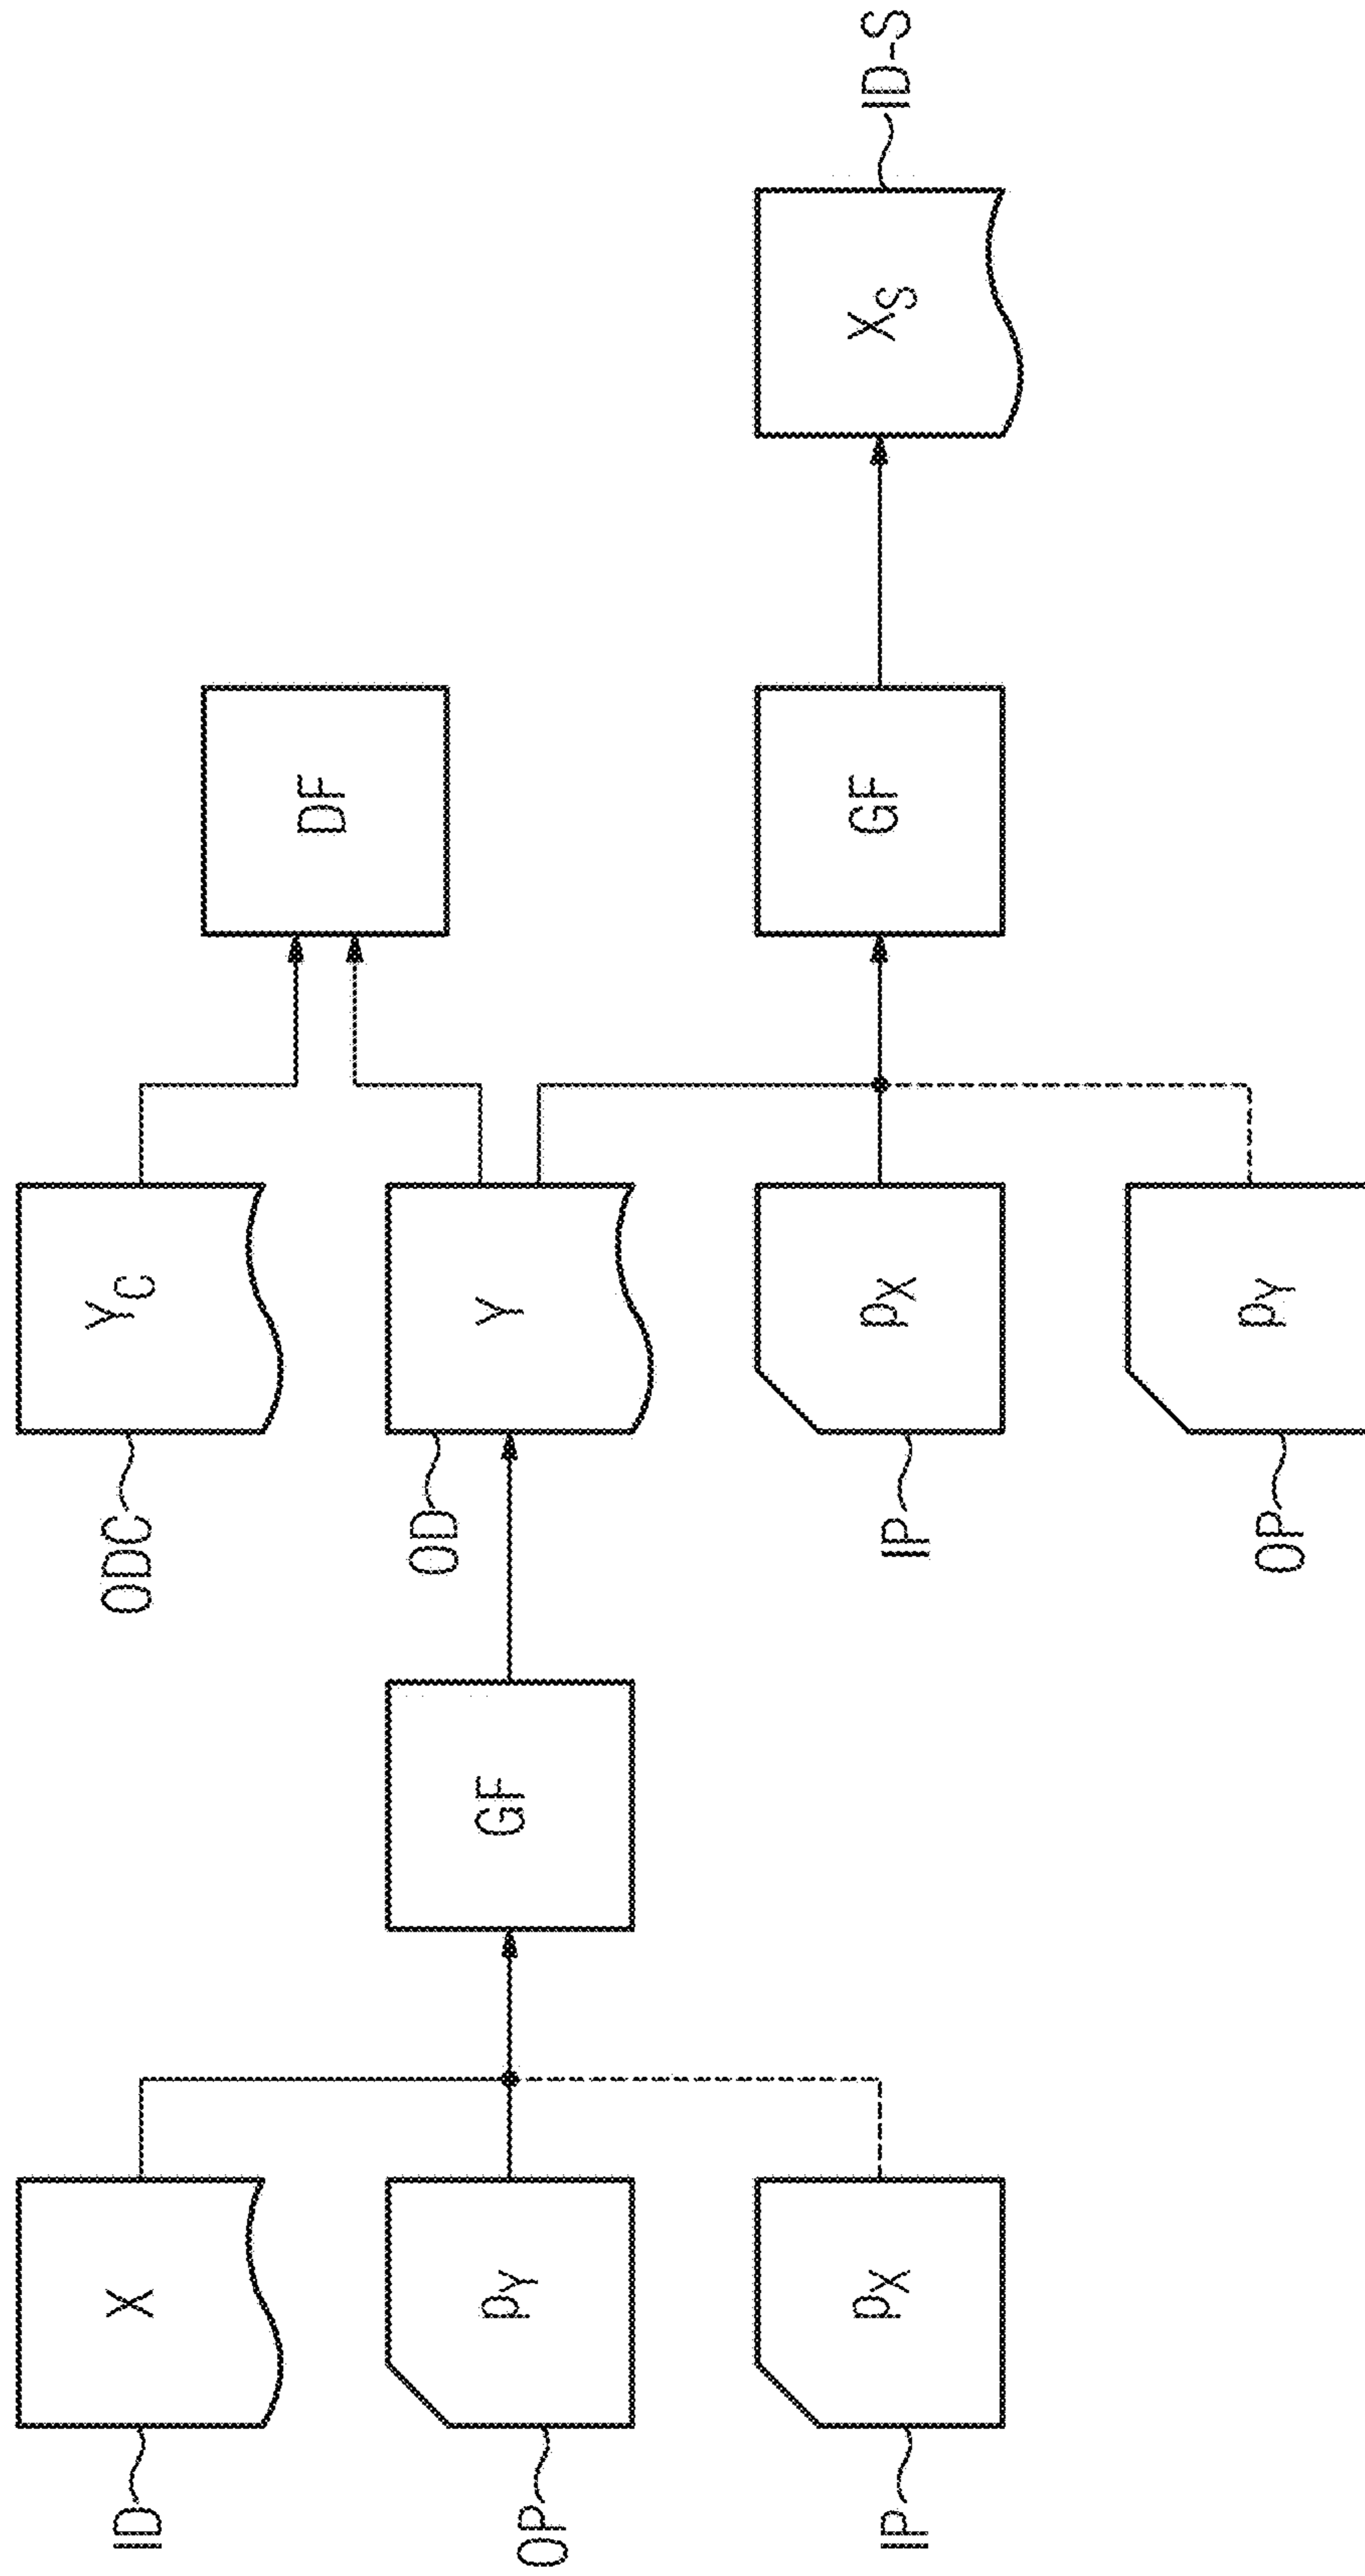 ID
X
ODC
Y_C
DF
OP
p_Y
GF
OD
Y
IP
p_X
IP
p_X
GF
X_S
ID-S
OP
p_Y